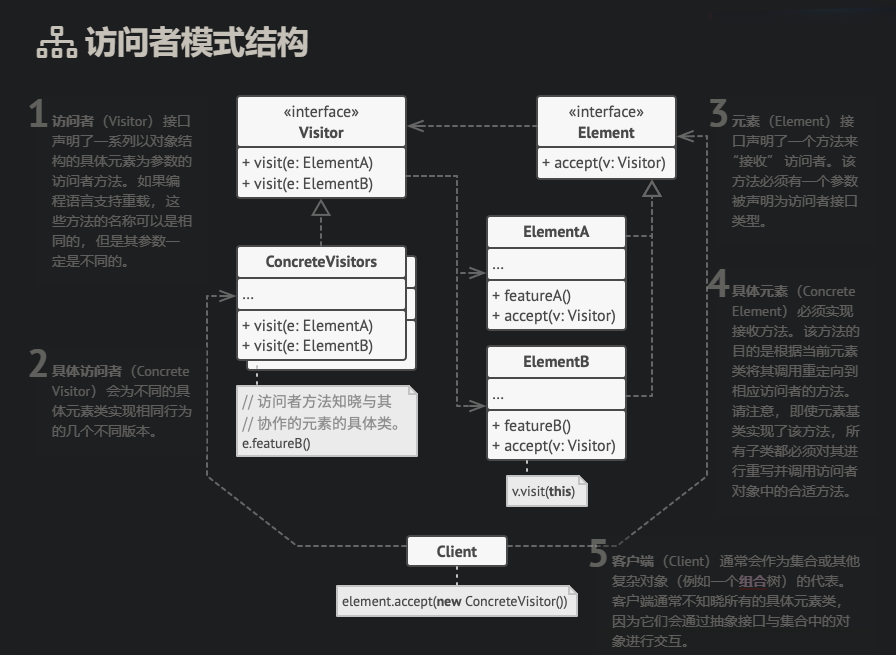 访问者模式结构
1
访问者（Visitor）接口
声明了一系列以对象结
构的具体元素为参数的
访问者方法。如果编
程语言支持重载，这
些方法的名称可以是相
同的，但是其参数一
定是不同的。
2
具体访问者（Concrete
Visitor）会为不同的具
体元素类实现相同行为
的几个不同版本。
«interface»
Visitor
+ visit(e: ElementA)
+ visit(e: ElementB)
ConcreteVisitors
...
+ visit(e: ElementA)
+ visit(e: ElementB)
// 访问者方法知晓与其
// 协作的元素的具体类。
e.featureB()
«interface»
Element
+ accept(v: Visitor)
ElementA
...
+ featureA()
+ accept(v: Visitor)
ElementB
...
+ featureB()
+ accept(v: Visitor)
v.visit(this)
Client
element.accept(new ConcreteVisitor())
3
元素（Element）接
口声明了一个方法来
“接收”访问者。该
方法必须有一个参数
被声明为访问者接口
类型。
4
具体元素（Concrete
Element）必须实现
接收方法。该方法的
目的是根据当前元素
类将其调用重定向到
相应访问者的方法。
请注意，即使元素基
类实现了该方法，所
有子类都必须对其进
行重写并调用访问者
对象中的合适方法。
5
客户端（Client）通常会作为集合或其他
复杂对象（例如一个组合树）的代表。
客户端通常不知晓所有的具体元素类，
因为它们会通过抽象接口与集合中的对
象进行交互。